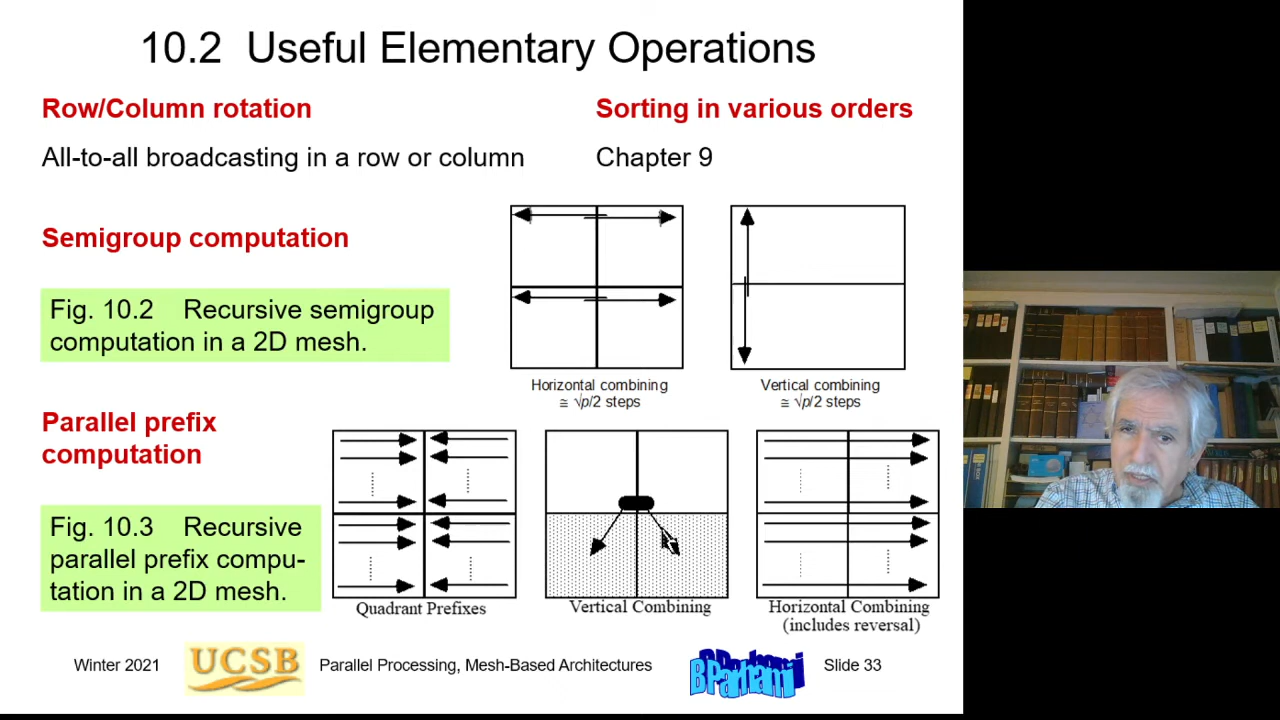 10.2 Useful Elementary Operations
Row/Column rotation
Sorting in various orders
All-to-all broadcasting in a row or column
Chapter 9
Semigroup computation
Fig. 10.2 Recursive semigroup
computation in a 2D mesh.
Horizontal combining
≅ √p/2 steps
Vertical combining
≅ √p/2 steps
Parallel prefix
computation
Fig. 10.3 Recursive
parallel prefix compu-
tation in a 2D mesh.
Quadrant Prefixes
Vertical Combining
Horizontal Combining
(includes reversal)
Winter 2021
UCSB
Parallel Processing, Mesh-Based Architectures
BParhami
Slide 33